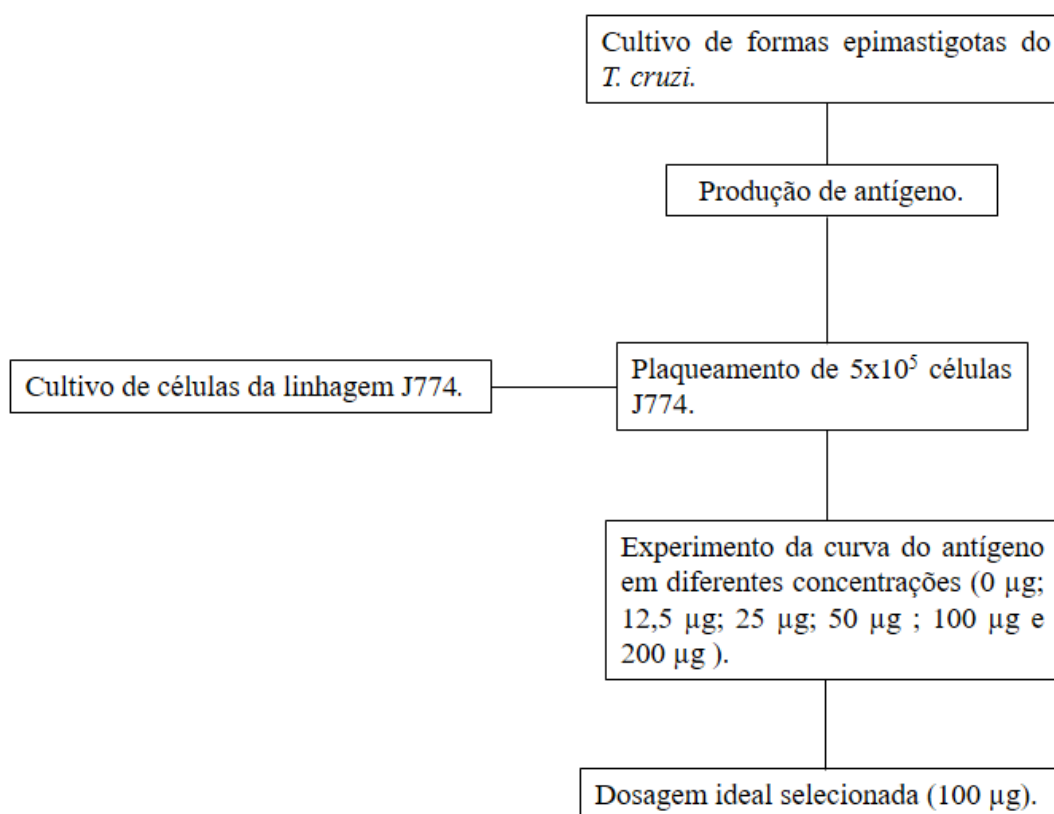 Cultivo de formas epimastigotas do
T. cruzi.
Produção de antígeno.
Cultivo de células da linhagem J774.
Plaqueamento de 5x10⁵ células
J774.
Experimento da curva do antígeno
em diferentes concentrações (0 µg;
12,5 µg; 25 µg; 50 µg ; 100 µg e
200 µg ).
Dosagem ideal selecionada (100 µg).